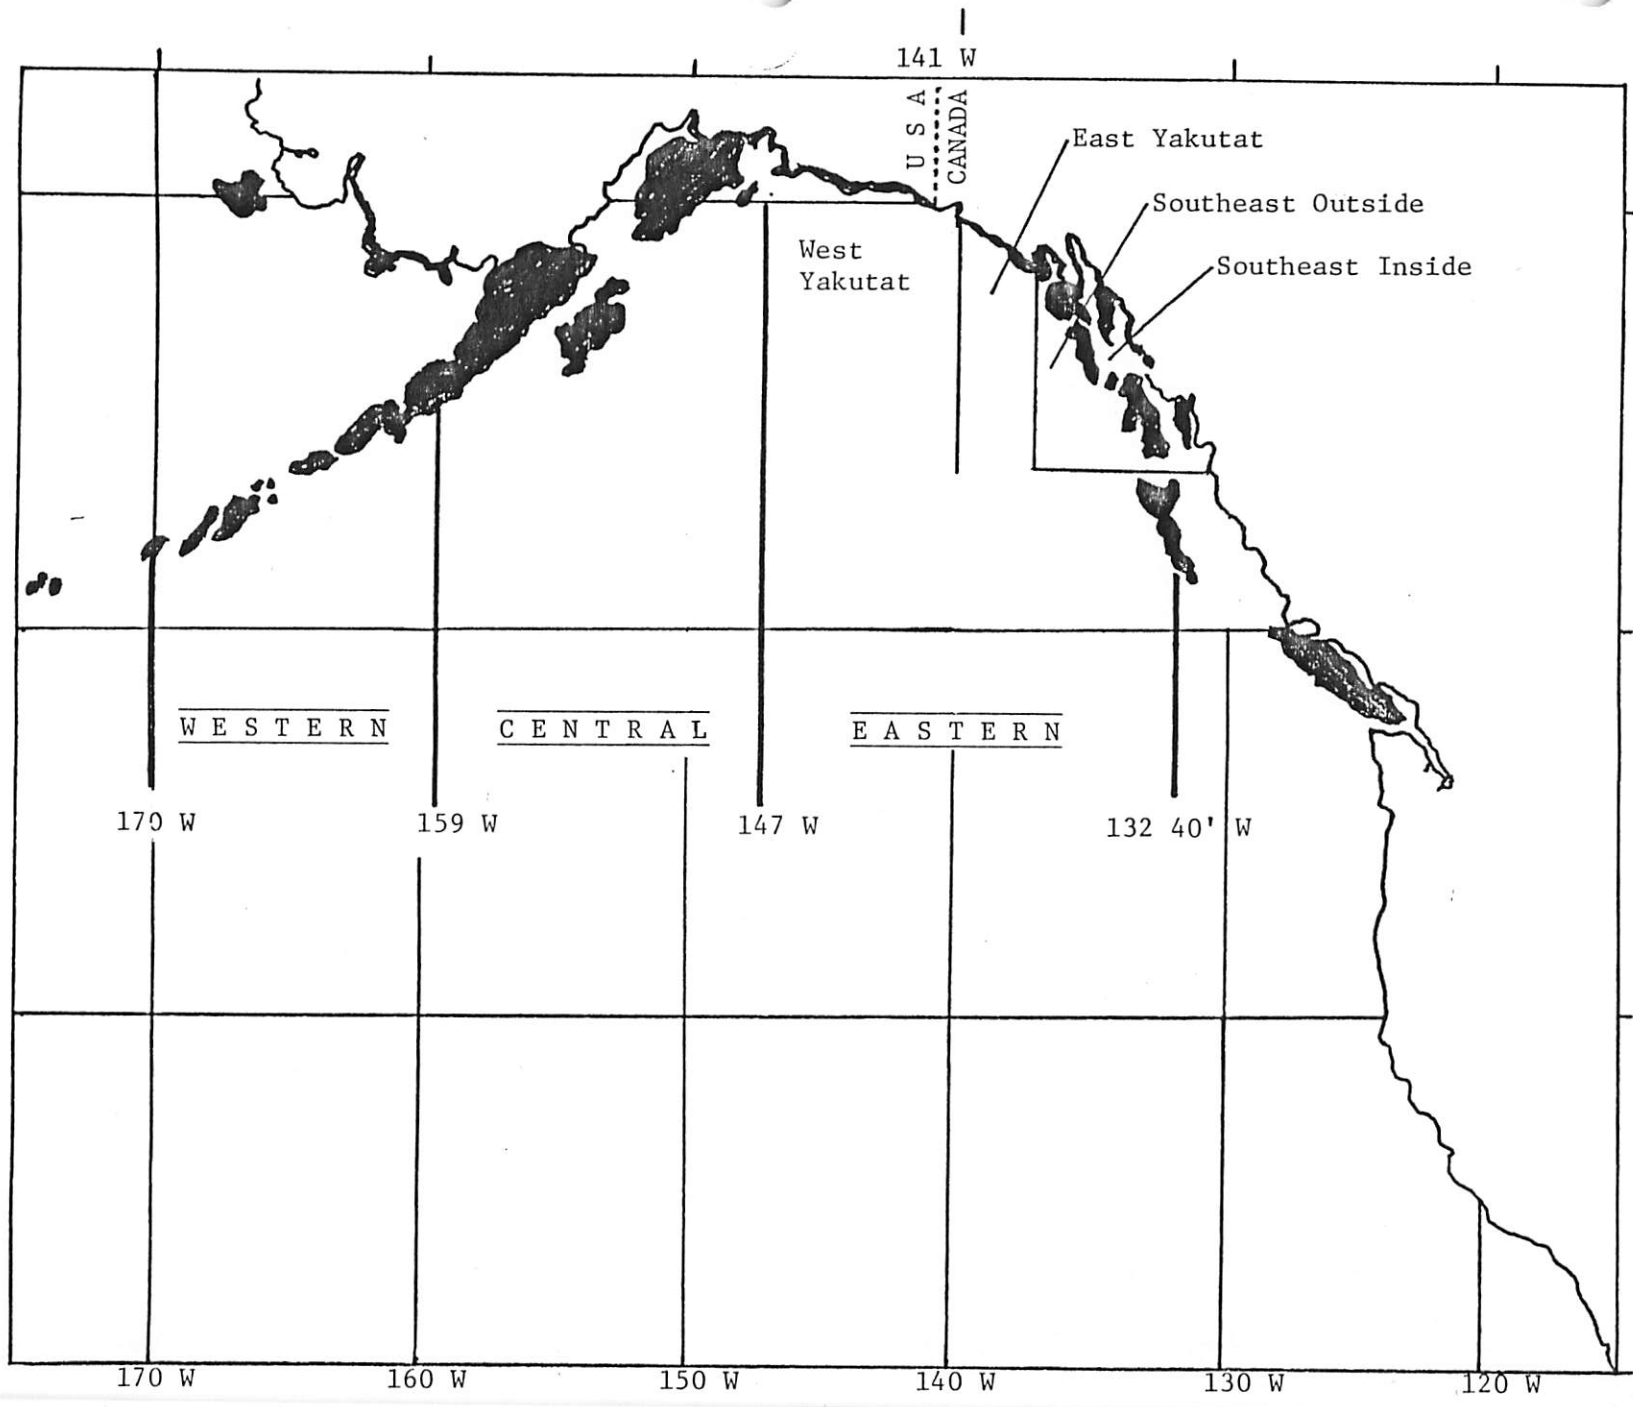 141 W
U S A
CANADA
East Yakutat
Southeast Outside
Southeast Inside
West
Yakutat
WESTERN
CENTRAL
EASTERN
170 W
159 W
147 W
132 40' W
170 W
160 W
150 W
140 W
130 W
120 W